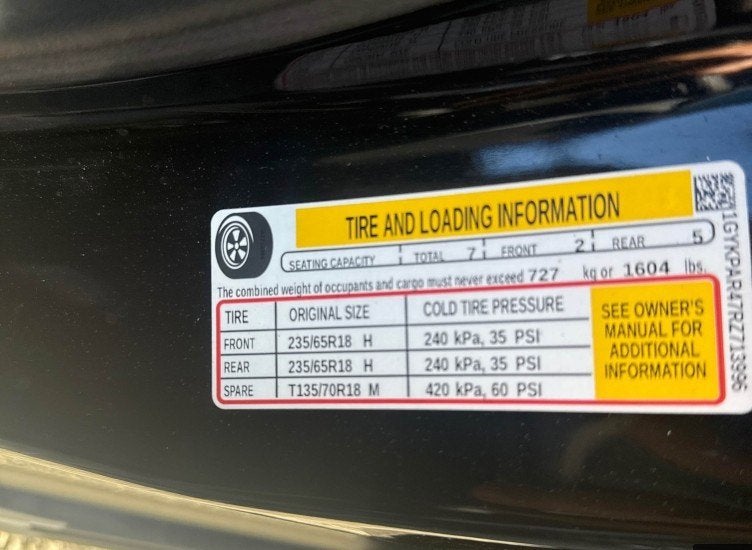 TIRE AND LOADING INFORMATION
SEATING CAPACITY TOTAL 7 FRONT 2 REAR 5
The combined weight of occupants and cargo must never exceed 727 kg or 1604 lbs.
TIRE ORIGINAL SIZE COLD TIRE PRESSURE
FRONT 235/65R18 H 240 kPa, 35 PSI
REAR 235/65R18 H 240 kPa, 35 PSI
SPARE T135/70R18 M 420 kPa, 60 PSI
SEE OWNER'S
MANUAL FOR
ADDITIONAL
INFORMATION
1GYKPAR47RZ713996